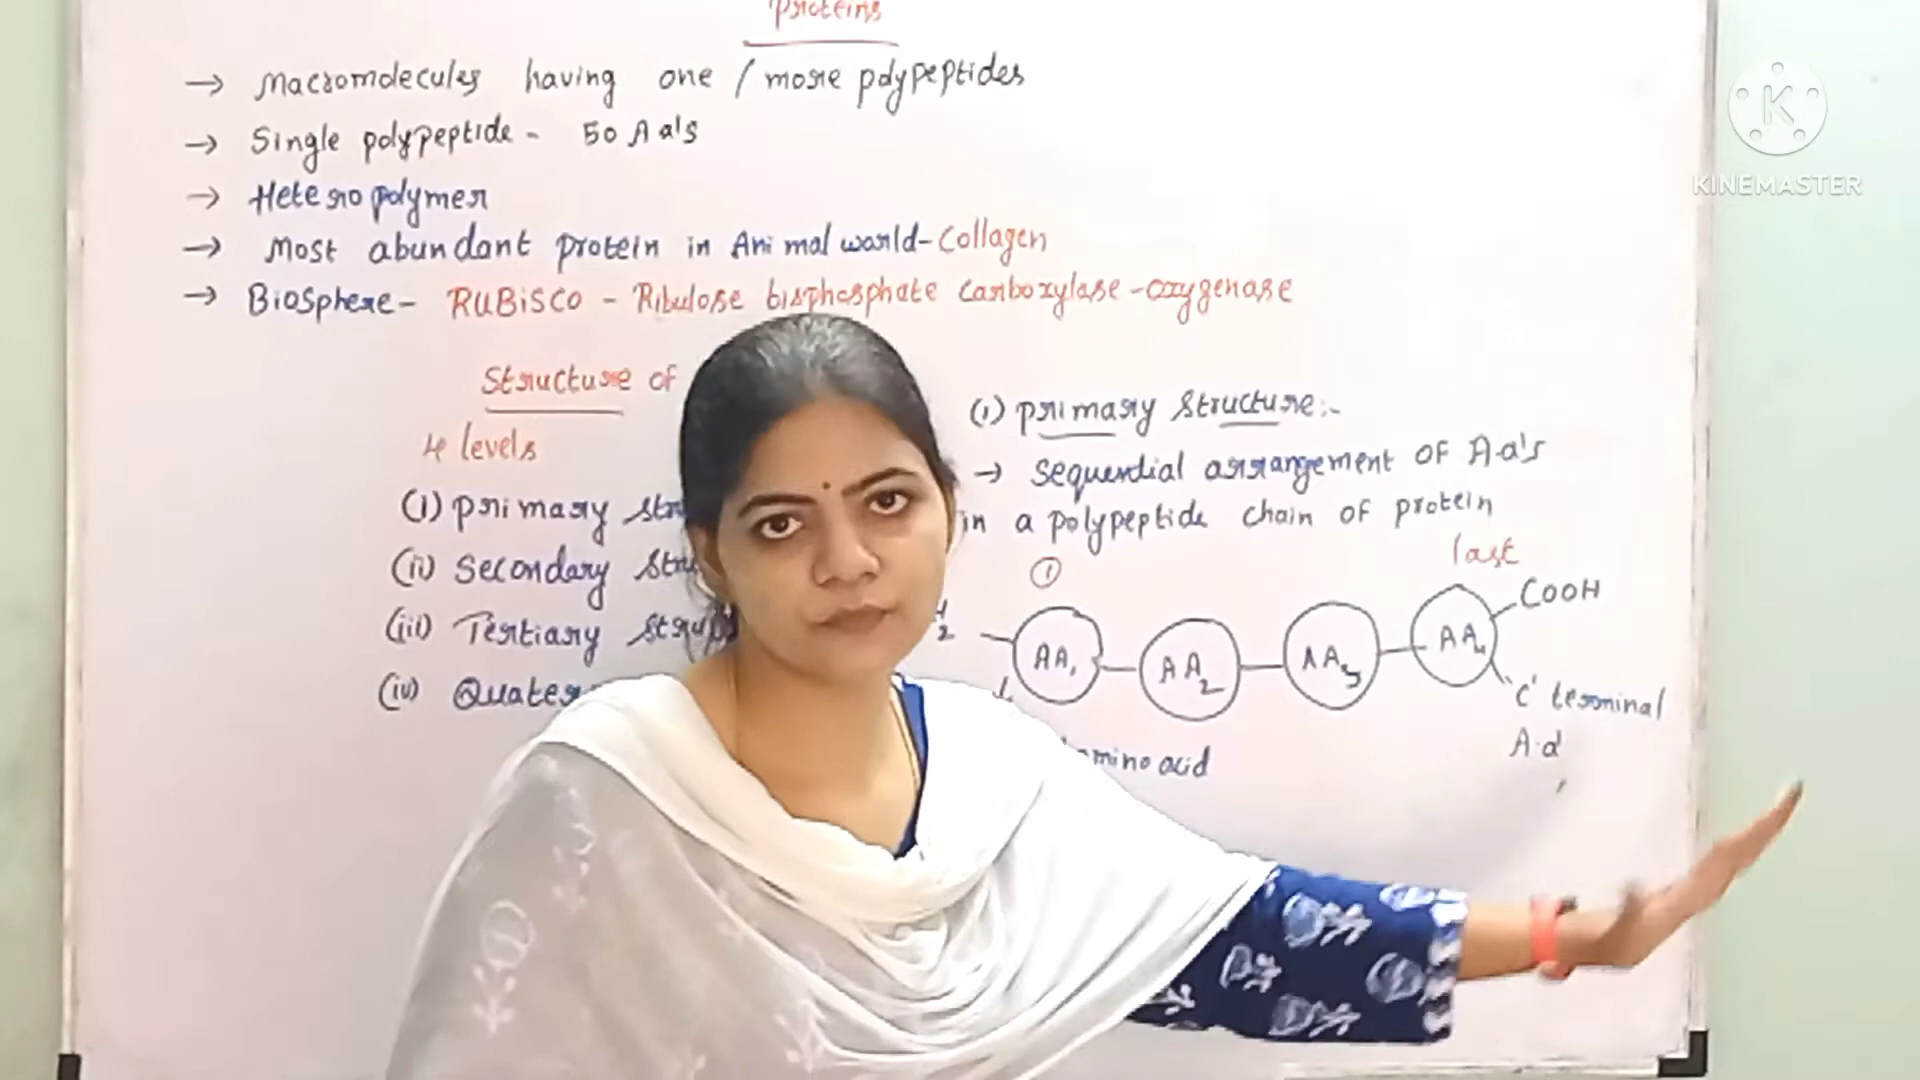 Proteins
→ Macromolecules having one / more polypeptides
→ Single polypeptide - 50 A a's
→ Heteropolymer
→ Most abundant protein in Animal world - Collagen
→ Biosphere - RUBISCO - Ribulose bisphosphate carboxylase - oxygenase
Structure of
4 levels
(i) primary
(ii) Secondary
(iii) Tertiary
(iv)
(i) primary structure:-
→ sequential arrangement of A.a's
in a polypeptide chain of protein
① last
AA1 AA2 AA3 AA4 COOH
'C' terminal
A.a
acid
K
KINEMASTER